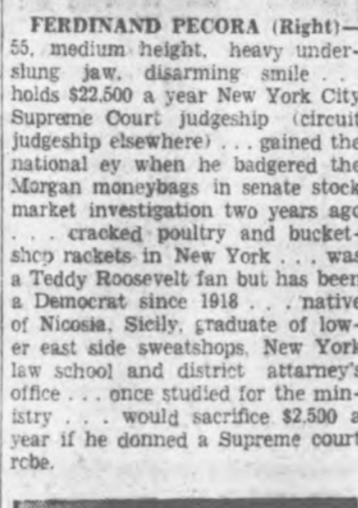 FERDINAND PECORA (Right)—
55, medium height, heavy under-
slung jaw, disarming smile . .
holds $22,500 a year New York City
Supreme Court judgeship (circuit
judgeship elsewhere) . . . gained the
national ey when he badgered the
Morgan moneybags in senate stock
market investigation two years ago
. . . cracked poultry and bucket-
shop rackets in New York . . . was
a Teddy Roosevelt fan but has been
a Democrat since 1918 . . . native
of Nicosia, Sicily, graduate of low-
er east side sweatshops, New York
law school and district attarney's
office . . . once studied for the min-
istry . . . would sacrifice $2,500 a
year if he donned a Supreme court
robe.